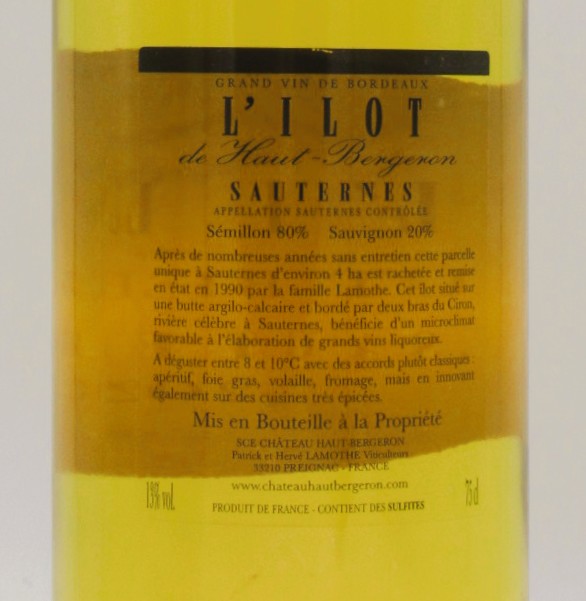 GRAND VIN DE BORDEAUX
L'ILOT
de Haut-Bergeron
SAUTERNES
APPELLATION SAUTERNES CONTRÔLÉE
Sémillon 80% Sauvignon 20%
Après de nombreuses années sans entretien cette parcelle
unique à Sauternes d'environ 4 ha est rachetée et remise
en état en 1990 par la famille Lamothe. Cet ilot situé sur
une butte argilo-calcaire et bordé par deux bras du Ciron,
rivière célèbre à Sauternes, bénéficie d'un microclimat
favorable à l'élaboration de grands vins liquoreux.
A déguster entre 8 et 10°C avec des accords plutôt classiques :
apéritif, foie gras, volaille, fromage, mais en innovant
également sur des cuisines très épicées.
Mis en Bouteille à la Propriété
SCE CHÂTEAU HAUT-BERGERON
Patrick et Hervé LAMOTHE Viticulteurs
33210 PREIGNAC - FRANCE
13% vol. www.chateauhautbergeron.com 75cl
PRODUIT DE FRANCE - CONTIENT DES SULFITES